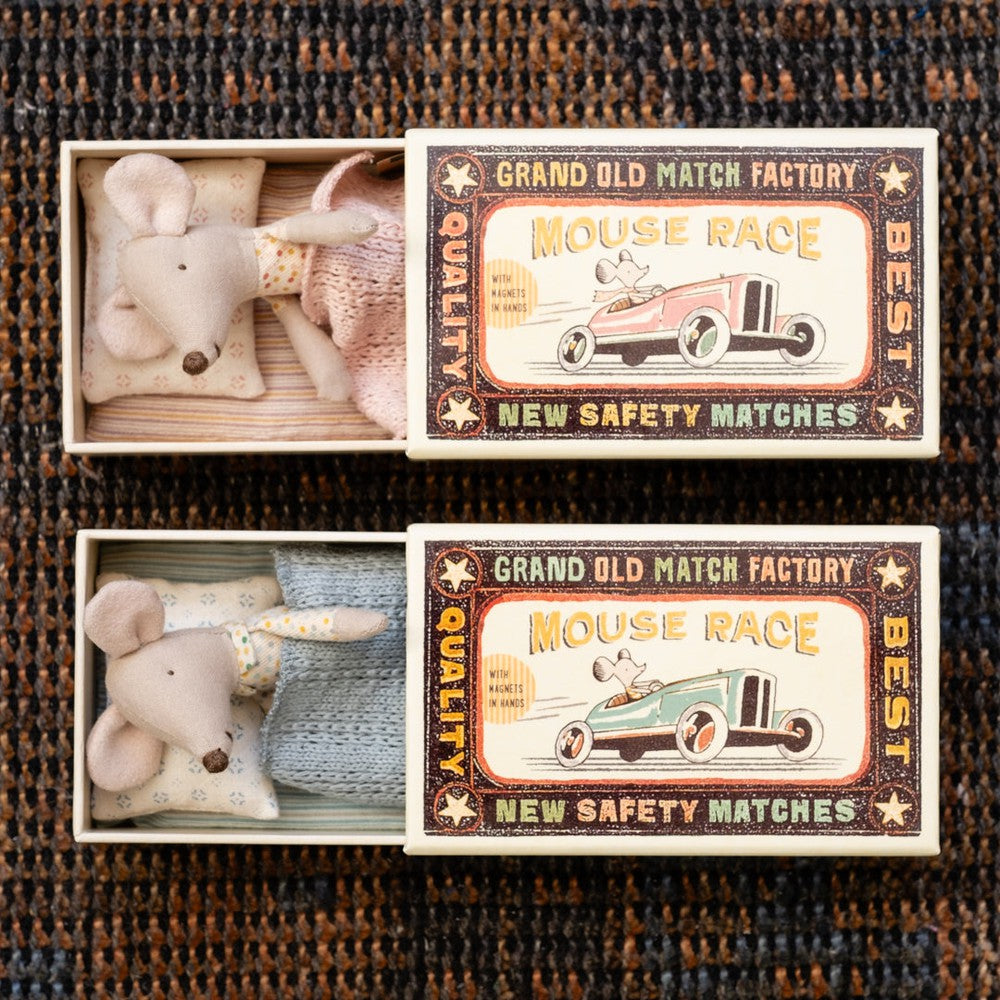 GRAND OLD MATCH FACTORY
QUALITY
MOUSE RACE
WITH
MAGNETS
IN HANDS
BEST
NEW SAFETY MATCHES
GRAND OLD MATCH FACTORY
QUALITY
MOUSE RACE
WITH
MAGNETS
IN HANDS
BEST
NEW SAFETY MATCHES